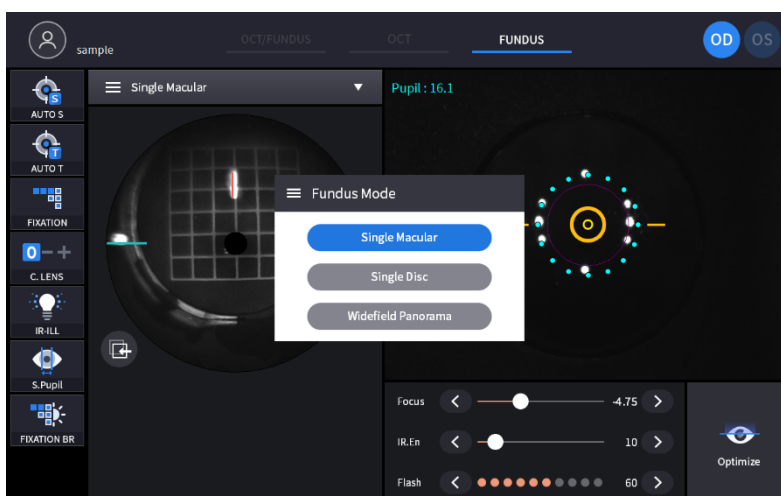 sample
OCT/FUNDUS
OCT
FUNDUS
OD
OS
S
AUTO S
T
AUTO T
FIXATION
0 - +
C. LENS
IR-ILL
S.Pupil
FIXATION BR
Single Macular
Pupil : 16.1
Fundus Mode
Single Macular
Single Disc
Widefield Panorama
Focus -4.75
IR.En 10
Flash 60
Optimize